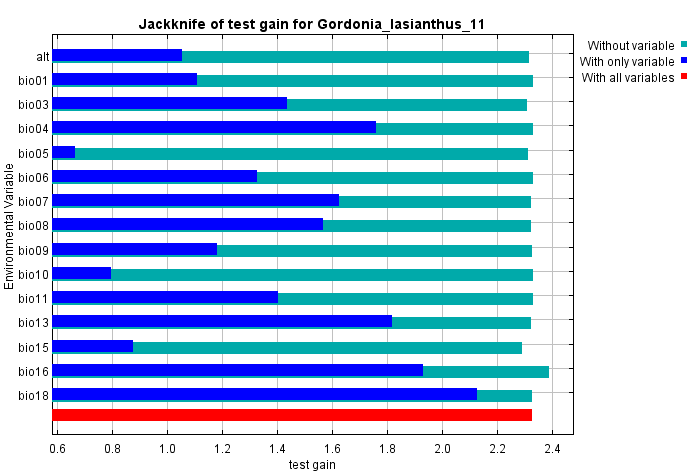 Jackknife of test gain for Gordonia_lasianthus_11
Without variable
With only variable
With all variables
Environmental Variable
alt
bio01
bio03
bio04
bio05
bio06
bio07
bio08
bio09
bio10
bio11
bio13
bio15
bio16
bio18
0.6 0.8 1.0 1.2 1.4 1.6 1.8 2.0 2.2 2.4
test gain